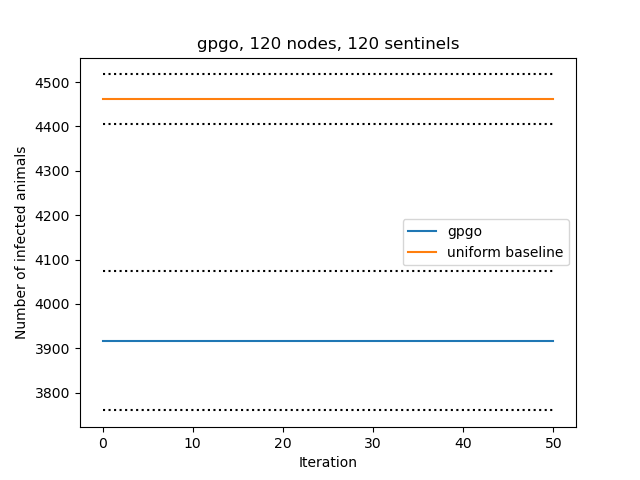 gpgo, 120 nodes, 120 sentinels
4500
4400
4300
4200
4100
4000
3900
3800
Number of infected animals
gpgo
uniform baseline
0 10 20 30 40 50
Iteration